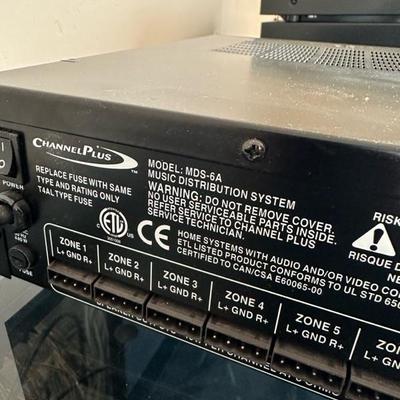 CHANNELPLUS
TM
MODEL: MDS-6A
MUSIC DISTRIBUTION SYSTEM
WARNING: DO NOT REMOVE COVER.
NO USER SERVICEABLE PARTS INSIDE.
REFER SERVICE TO CHANNEL PLUS
SERVICE TECHNICIAN.
REPLACE FUSE WITH SAME
TYPE AND RATING ONLY
T4AL TYPE FUSE
I
O
POWER
FUSE
ETL
CE
HOME SYSTEMS WITH AUDIO AND/OR VIDEO CO
ETL LISTED PRODUCT CONFORMS TO UL STD 650
CERTIFIED TO CAN/CSA E60065-00
RISK
RISQUE D
NE
ZONE 1
L+ GND R+
ZONE 2
L+ GND R+
ZONE 3
L+ GND R+
ZONE 4
L+ GND R+
ZONE 5
L+ GND R+
L+ G